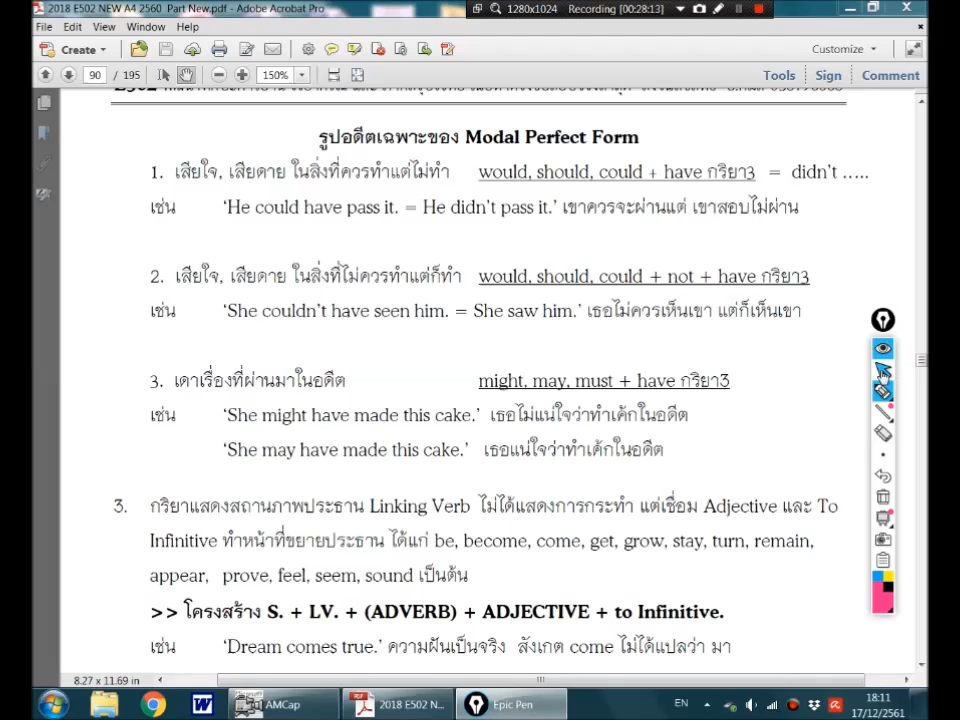 2018 E502 NEW A4 2560 Part New.pdf - Adobe Acrobat Pro
1280x1024 Recording [00:28:13]
File Edit View Window Help
Create Customize
90 / 195 150% Tools Sign Comment
รูปอดีตเฉพาะของ Modal Perfect Form
1. เสียใจ, เสียดาย ในสิ่งที่ควรทำแต่ไม่ทำ would, should, could + have กริยา3 = didn't .....
เช่น 'He could have pass it. = He didn't pass it.' เขาควรจะผ่านแต่ เขาสอบไม่ผ่าน
2. เสียใจ, เสียดาย ในสิ่งที่ไม่ควรทำแต่ก็ทำ would, should, could + not + have กริยา3
เช่น 'She couldn't have seen him. = She saw him.' เธอไม่ควรเห็นเขา แต่ก็เห็นเขา
3. เดาเรื่องที่ผ่านมาในอดีต might, may, must + have กริยา3
เช่น 'She might have made this cake.' เธอไม่แน่ใจว่าทำเค้กในอดีต
'She may have made this cake.' เธอแน่ใจว่าทำเค้กในอดีต
3. กริยาแสดงสถานภาพประธาน Linking Verb ไม่ได้แสดงการกระทำ แต่เชื่อม Adjective และ To
Infinitive ทำหน้าที่ขยายประธาน ได้แก่ be, become, come, get, grow, stay, turn, remain,
appear, prove, feel, seem, sound เป็นต้น
>> โครงสร้าง S. + LV. + (ADVERB) + ADJECTIVE + to Infinitive.
เช่น 'Dream comes true.' ความฝันเป็นจริง สังเกต come ไม่ได้แปลว่า มา
8.27 x 11.69 in
AMCap 2018 E502 N... Epic Pen EN 18:11
17/12/2561